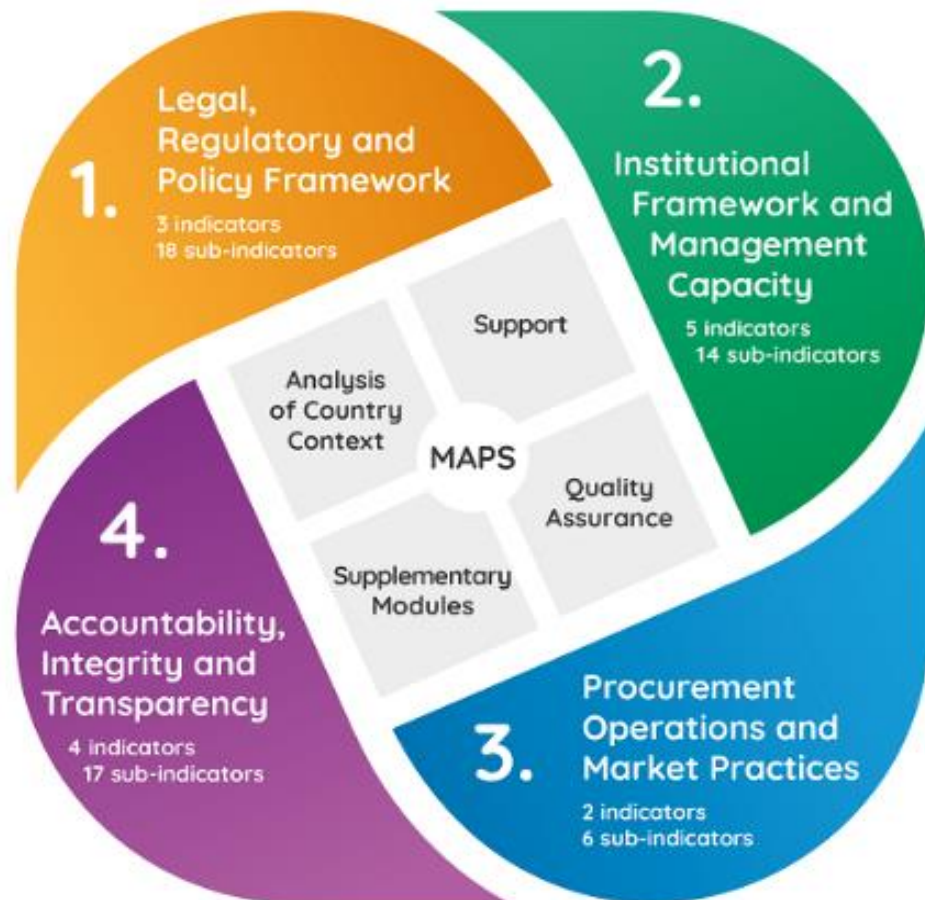 1.
Legal,
Regulatory and
Policy Framework
3 indicators
18 sub-indicators
2.
Institutional
Framework and
Management
Capacity
5 indicators
14 sub-indicators
Support
Analysis
of Country
Context
MAPS
Quality
Assurance
Supplementary
Modules
4.
Accountability,
Integrity and
Transparency
4 indicators
17 sub-indicators
3.
Procurement
Operations and
Market Practices
2 indicators
6 sub-indicators